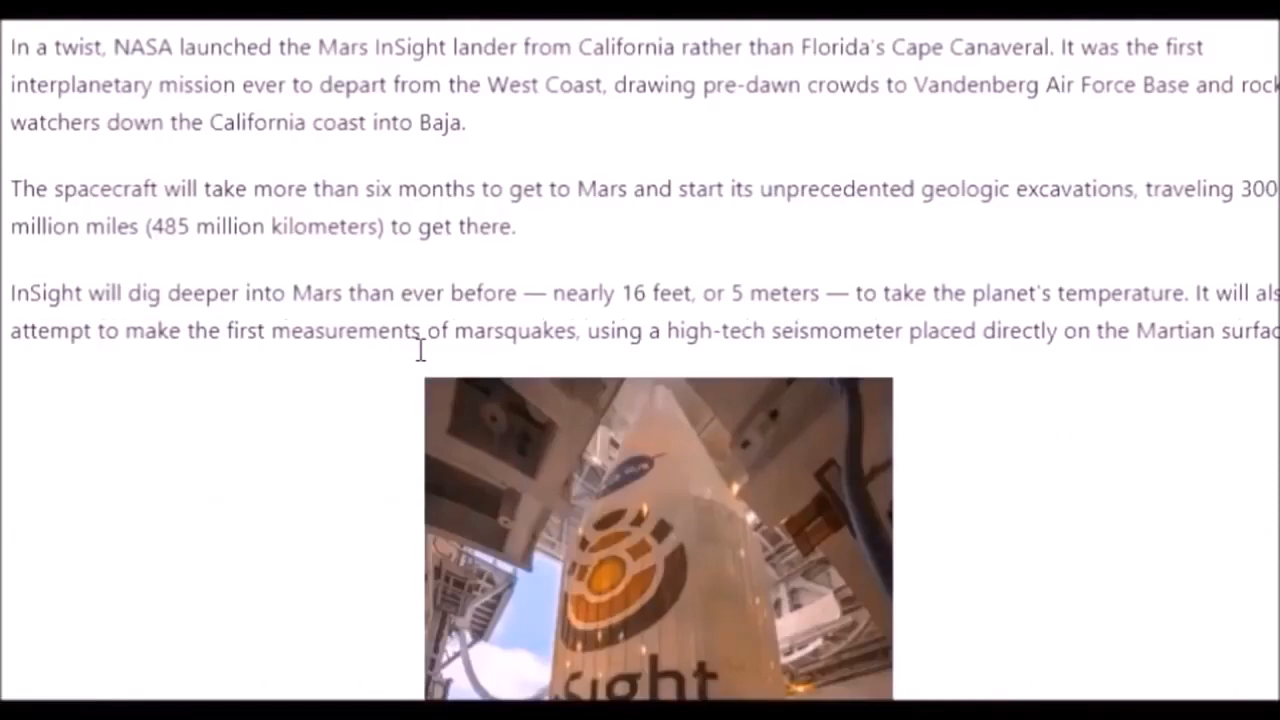 In a twist, NASA launched the Mars InSight lander from California rather than Florida's Cape Canaveral. It was the first
interplanetary mission ever to depart from the West Coast, drawing pre-dawn crowds to Vandenberg Air Force Base and rock
watchers down the California coast into Baja.
The spacecraft will take more than six months to get to Mars and start its unprecedented geologic excavations, traveling 300
million miles (485 million kilometers) to get there.
InSight will dig deeper into Mars than ever before — nearly 16 feet, or 5 meters — to take the planet's temperature. It will als
attempt to make the first measurements of marsquakes, using a high-tech seismometer placed directly on the Martian surfac
sight